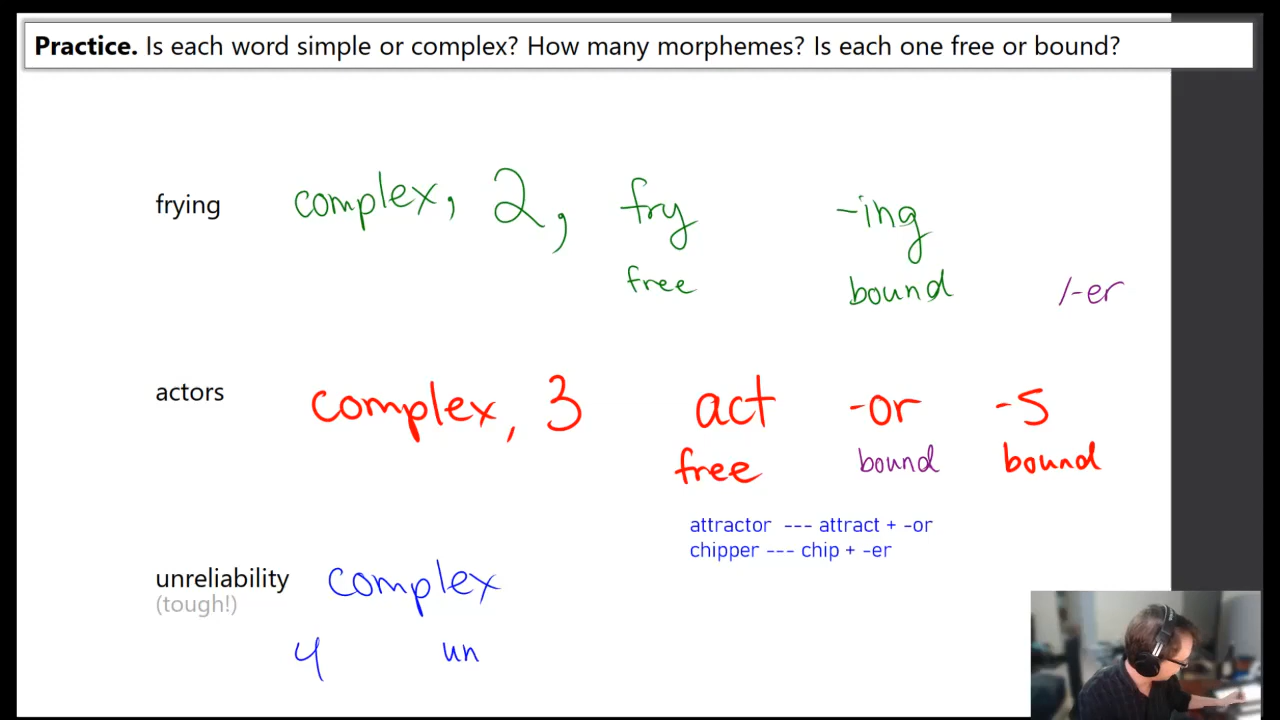 Practice. Is each word simple or complex? How many morphemes? Is each one free or bound?
frying complex, 2, fry -ing
free bound /-er
actors complex, 3 act -or -s
free bound bound
attractor --- attract + -or
chipper --- chip + -er
unreliability complex
(tough!)
4 un